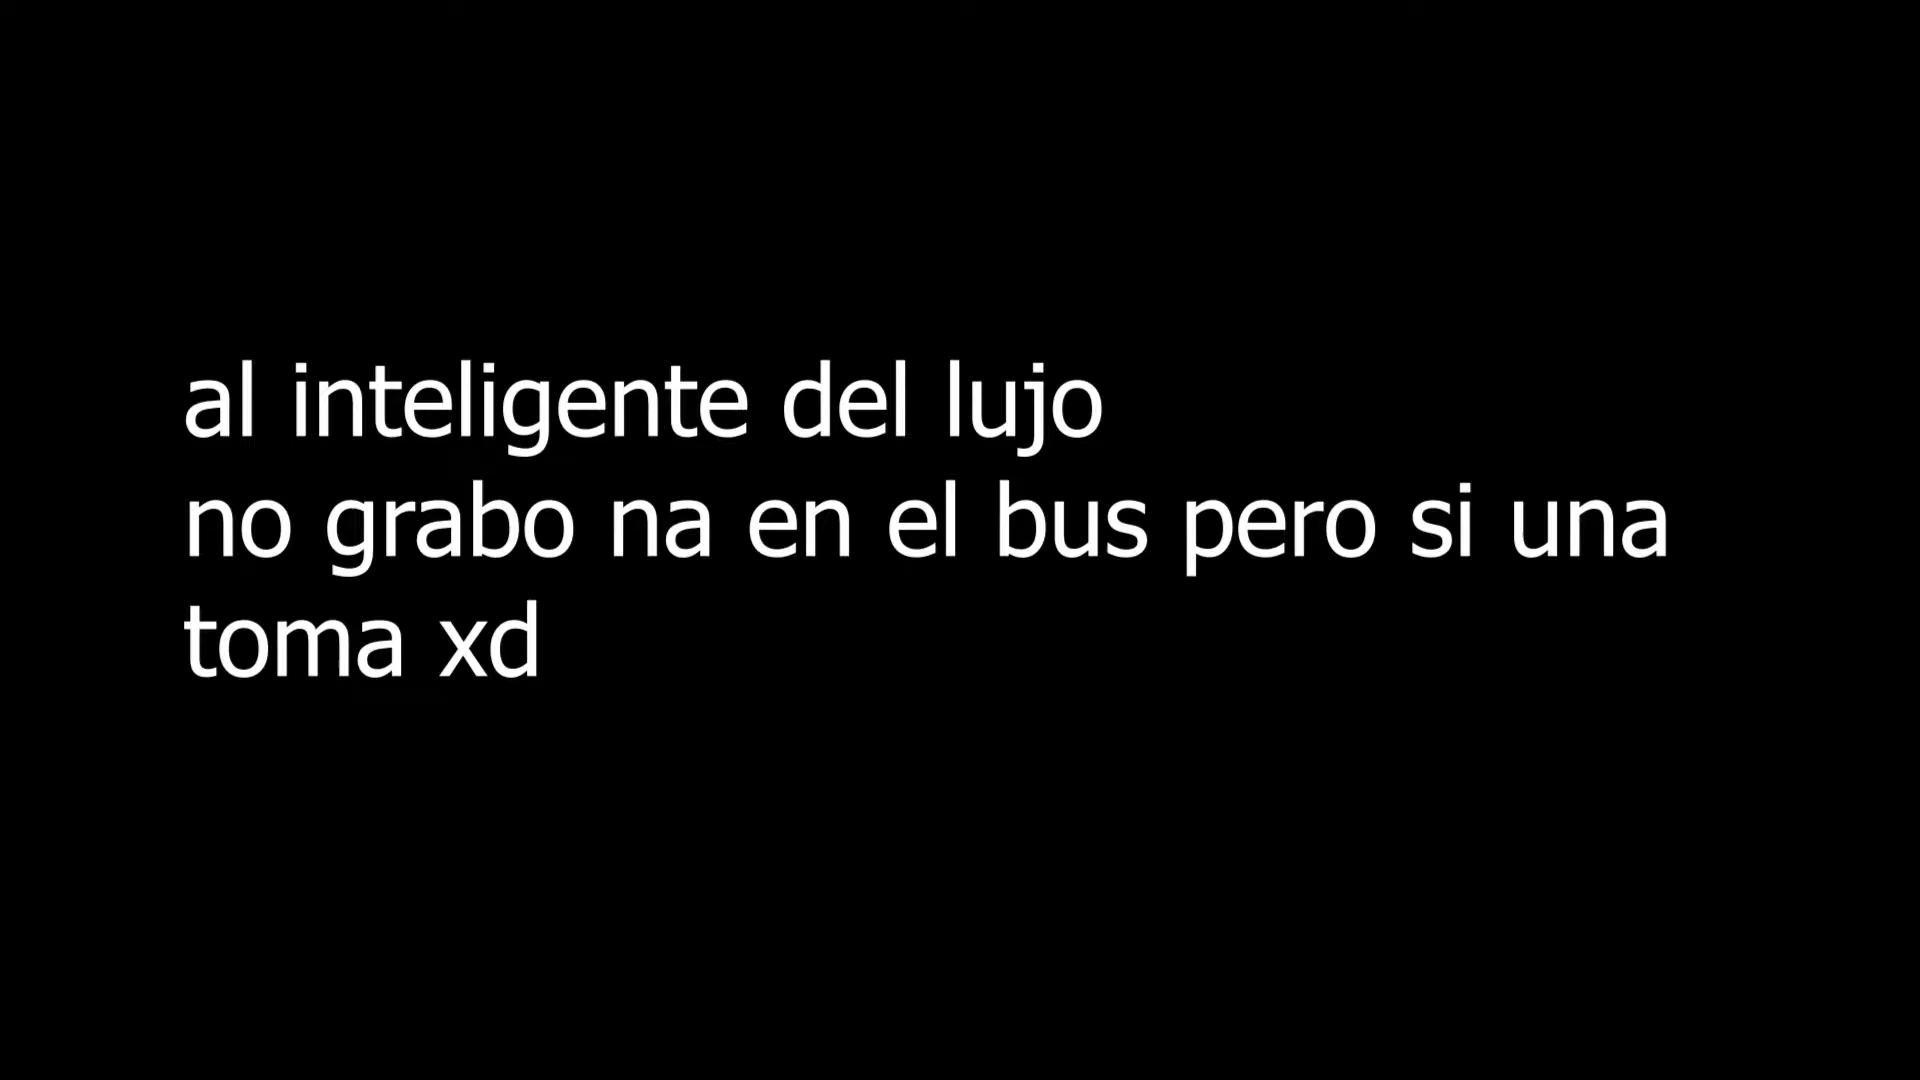 al inteligente del lujo
no grabo na en el bus pero si una
toma xd